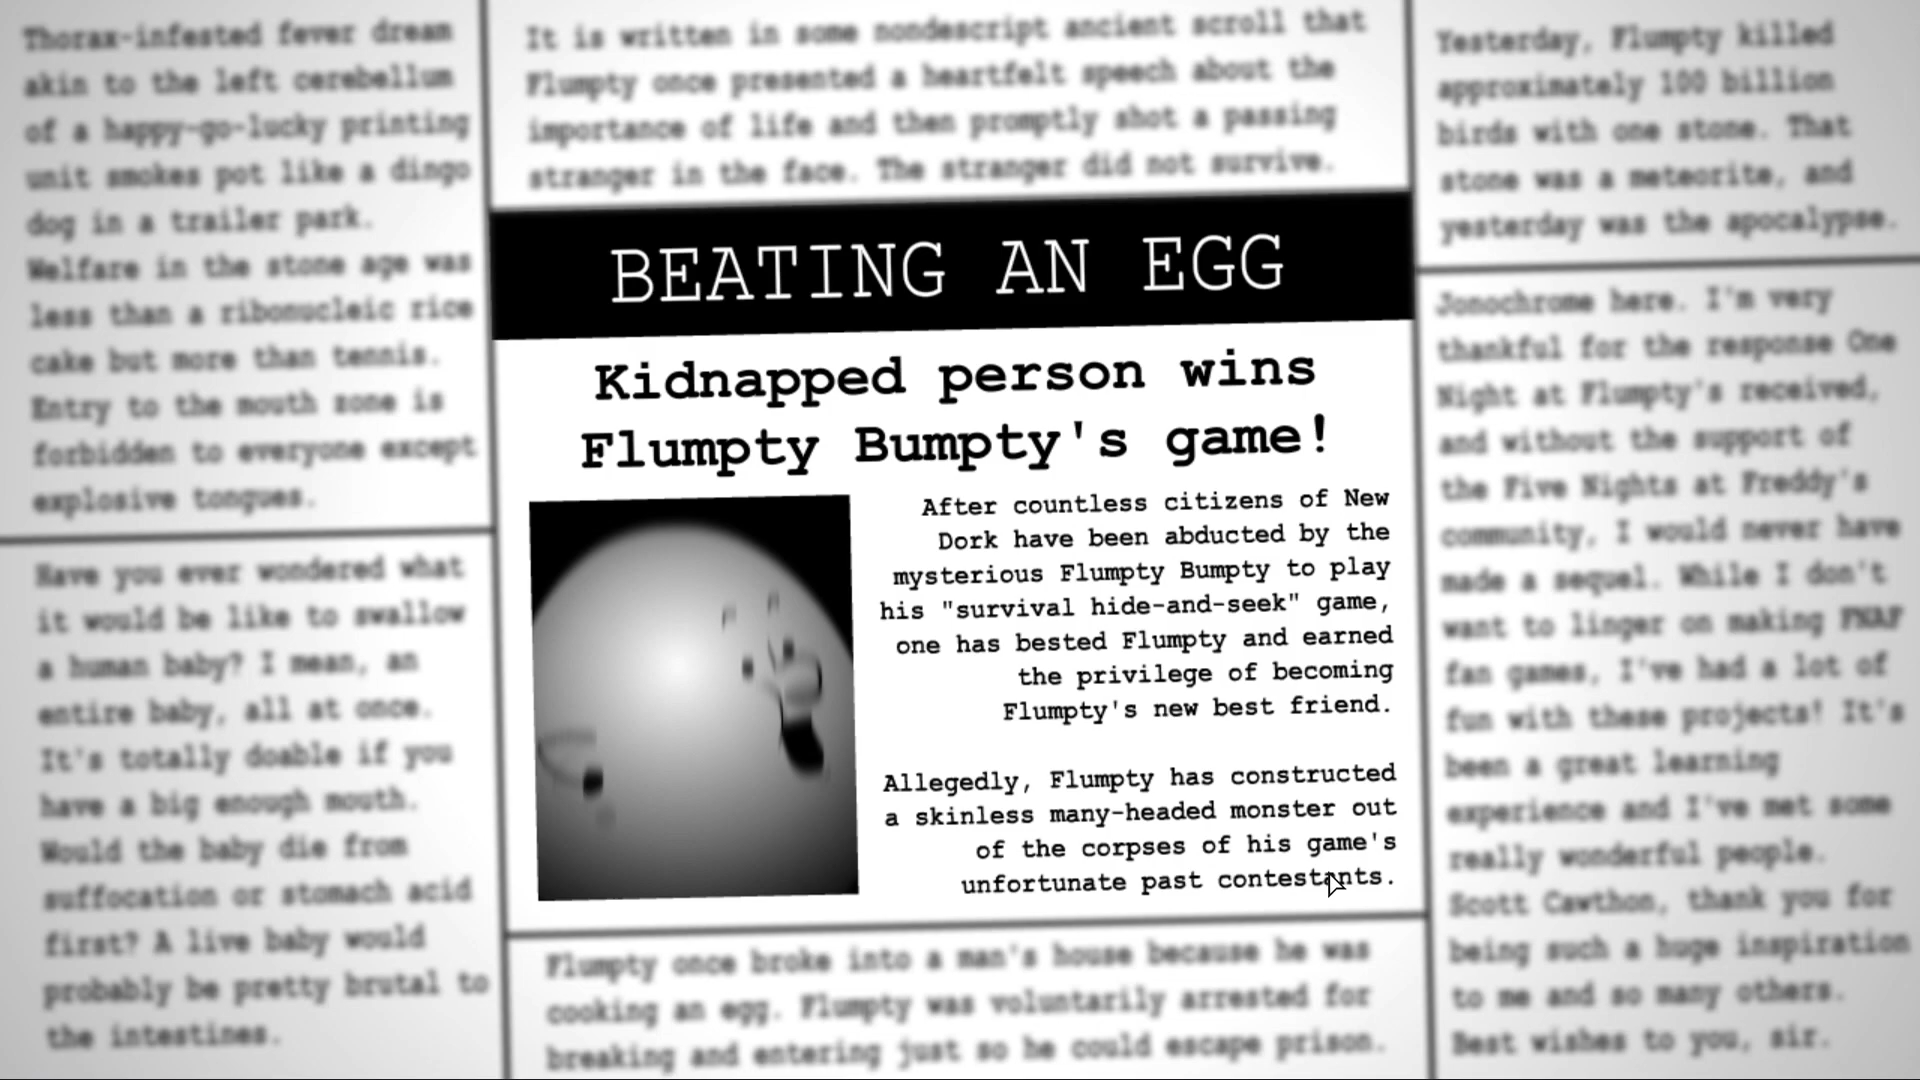 Thorax-infested fever dream
akin to the left cerebellum
of a happy-go-lucky printing
unit smokes pot like a dingo
dog in a trailer park.
Welfare in the stone age was
less than a ribonucleic rice
cake but more than tennis.
Entry to the mouth zone is
forbidden to everyone except
explosive tongues.
Have you ever wondered what
it would be like to swallow
a human baby? I mean, an
entire baby, all at once.
It's totally doable if you
have a big enough mouth.
Would the baby die from
suffocation or stomach acid
first? A live baby would
probably be pretty brutal to
the intestines.
It is written in some nondescript ancient scroll that
Flumpty once presented a heartfelt speech about the
importance of life and then promptly shot a passing
stranger in the face. The stranger did not survive.
BEATING AN EGG
Kidnapped person wins
Flumpty Bumpty's game!
After countless citizens of New
Dork have been abducted by the
mysterious Flumpty Bumpty to play
his "survival hide-and-seek" game,
one has bested Flumpty and earned
the privilege of becoming
Flumpty's new best friend.
Allegedly, Flumpty has constructed
a skinless many-headed monster out
of the corpses of his game's
unfortunate past contestants.
Flumpty once broke into a man's house because he was
cooking an egg. Flumpty was voluntarily arrested for
breaking and entering just so he could escape prison.
Yesterday, Flumpty killed
approximately 100 billion
birds with one stone. That
stone was a meteorite, and
yesterday was the apocalypse.
Jonochrome here. I'm very
thankful for the response One
Night at Flumpty's received,
and without the support of
the Five Nights at Freddy's
community, I would never have
made a sequel. While I don't
want to linger on making FNAF
fan games, I've had a lot of
fun with these projects! It's
been a great learning
experience and I've met some
really wonderful people.
Scott Cawthon, thank you for
being such a huge inspiration
to me and so many others.
Best wishes to you, sir.